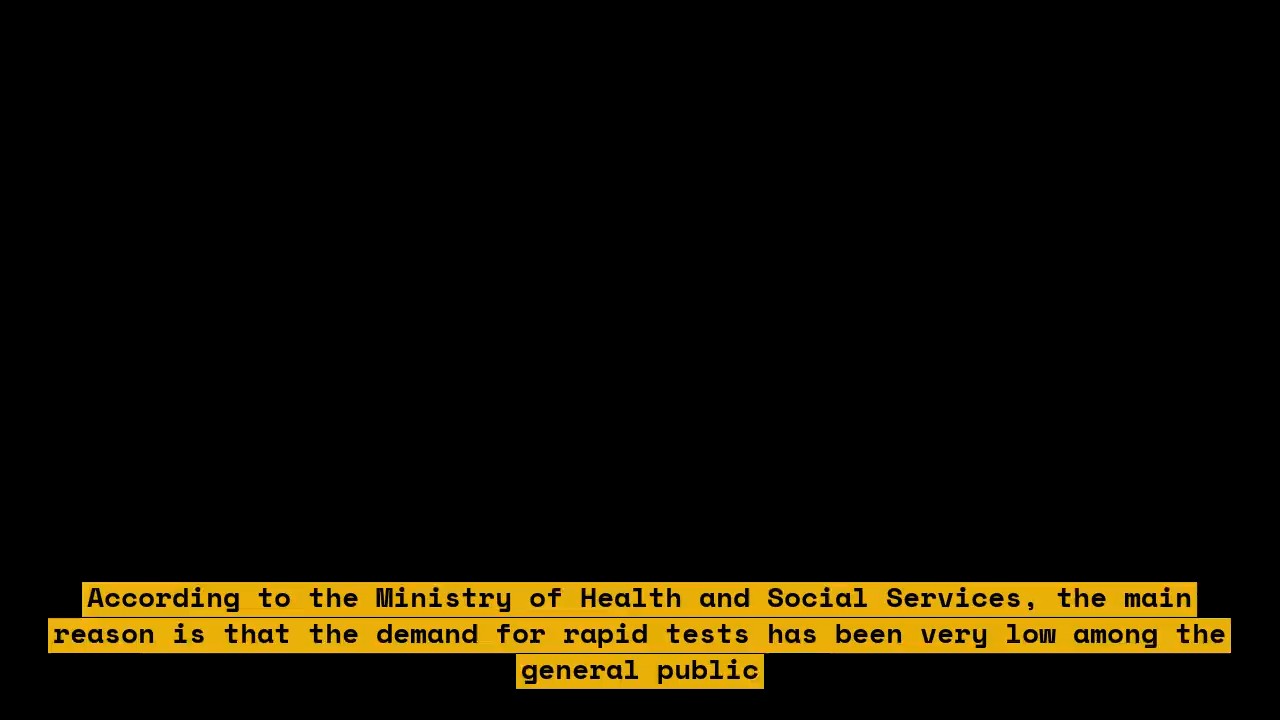 According to the Ministry of Health and Social Services, the main
reason is that the demand for rapid tests has been very low among the
general public